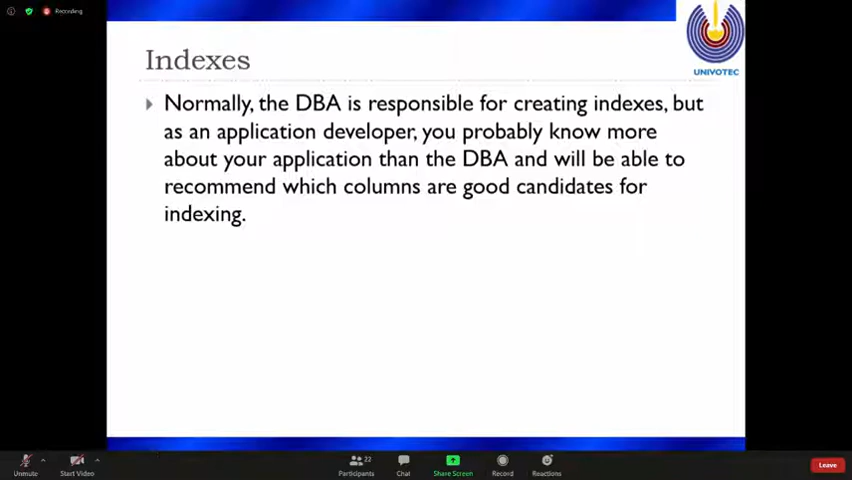 Recording
UNIVOTEC
Indexes
Normally, the DBA is responsible for creating indexes, but
as an application developer, you probably know more
about your application than the DBA and will be able to
recommend which columns are good candidates for
indexing.
Unmute
Start Video
22
Participants
Chat
Share Screen
Record
Reactions
Leave